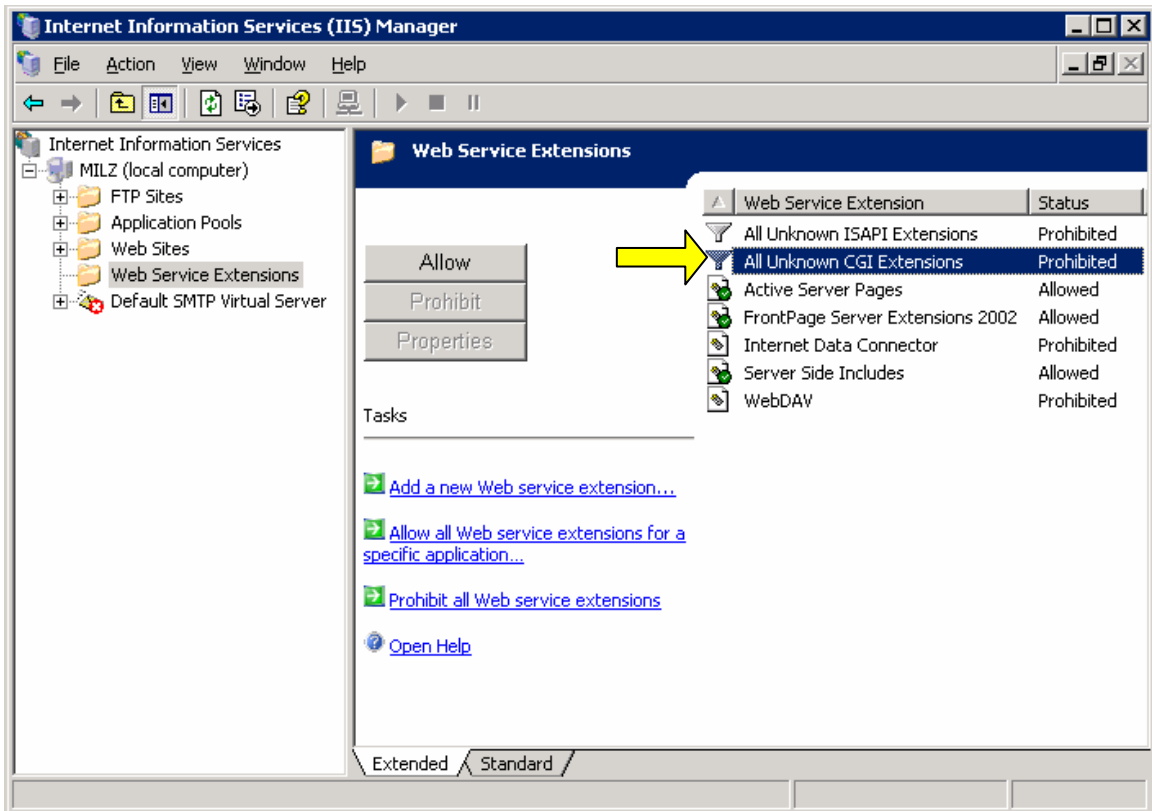 Internet Information Services (IIS) Manager
File Action View Window Help
Internet Information Services
MILZ (local computer)
FTP Sites
Application Pools
Web Sites
Web Service Extensions
Default SMTP Virtual Server
Web Service Extensions
Allow
Prohibit
Properties
Tasks
Add a new Web service extension...
Allow all Web service extensions for a
specific application...
Prohibit all Web service extensions
Open Help
Web Service Extension Status
All Unknown ISAPI Extensions Prohibited
All Unknown CGI Extensions Prohibited
Active Server Pages Allowed
FrontPage Server Extensions 2002 Allowed
Internet Data Connector Prohibited
Server Side Includes Allowed
WebDAV Prohibited
Extended Standard